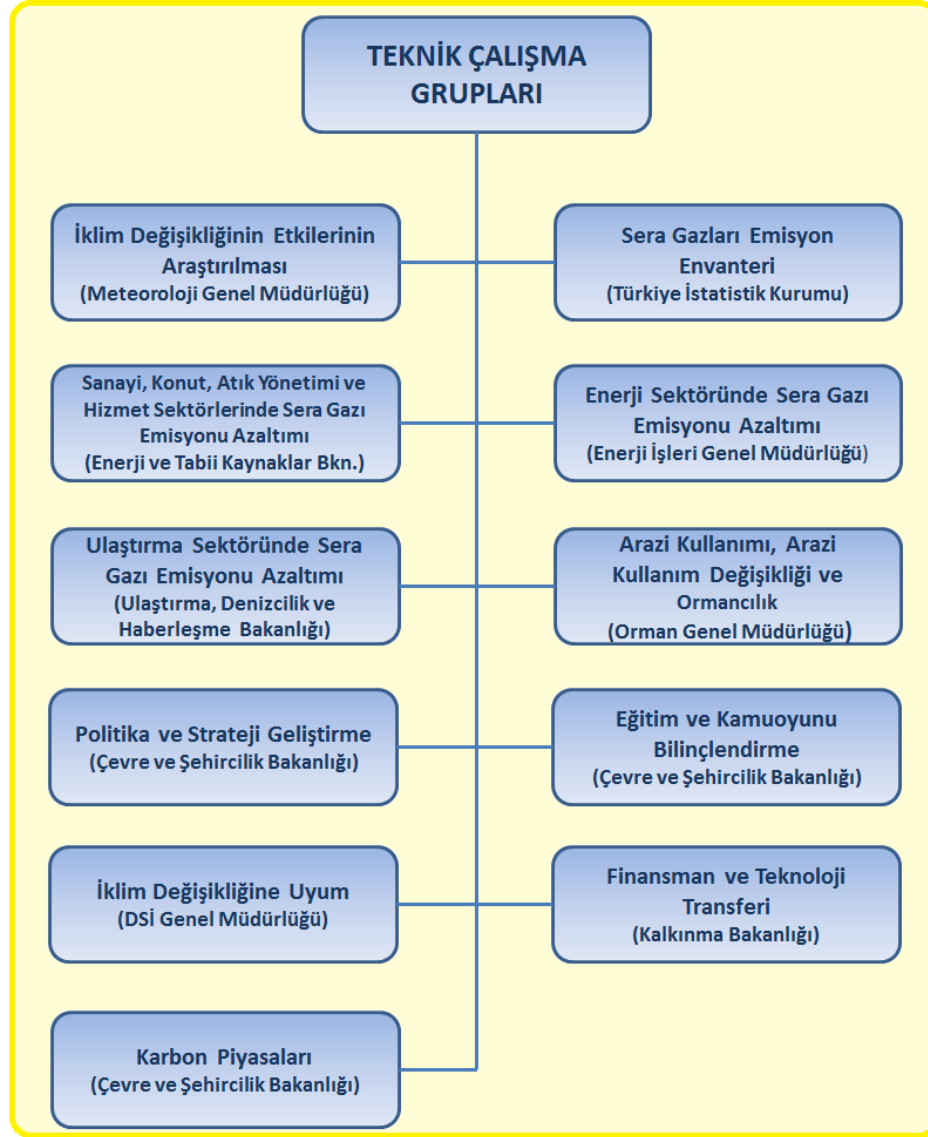 TEKNİK ÇALIŞMA
GRUPLARI
İklim Değişikliğinin Etkilerinin
Araştırılması
(Meteoroloji Genel Müdürlüğü)
Sera Gazları Emisyon
Envanteri
(Türkiye İstatistik Kurumu)
Sanayi, Konut, Atık Yönetimi ve
Hizmet Sektörlerinde Sera Gazı
Emisyonu Azaltımı
(Enerji ve Tabii Kaynaklar Bkn.)
Enerji Sektöründe Sera Gazı
Emisyonu Azaltımı
(Enerji İşleri Genel Müdürlüğü)
Ulaştırma Sektöründe Sera
Gazı Emisyonu Azaltımı
(Ulaştırma, Denizcilik ve
Haberleşme Bakanlığı)
Arazi Kullanımı, Arazi
Kullanım Değişikliği ve
Ormancılık
(Orman Genel Müdürlüğü)
Politika ve Strateji Geliştirme
(Çevre ve Şehircilik Bakanlığı)
Eğitim ve Kamuoyunu
Bilinçlendirme
(Çevre ve Şehircilik Bakanlığı)
İklim Değişikliğine Uyum
(DSİ Genel Müdürlüğü)
Finansman ve Teknoloji
Transferi
(Kalkınma Bakanlığı)
Karbon Piyasaları
(Çevre ve Şehircilik Bakanlığı)